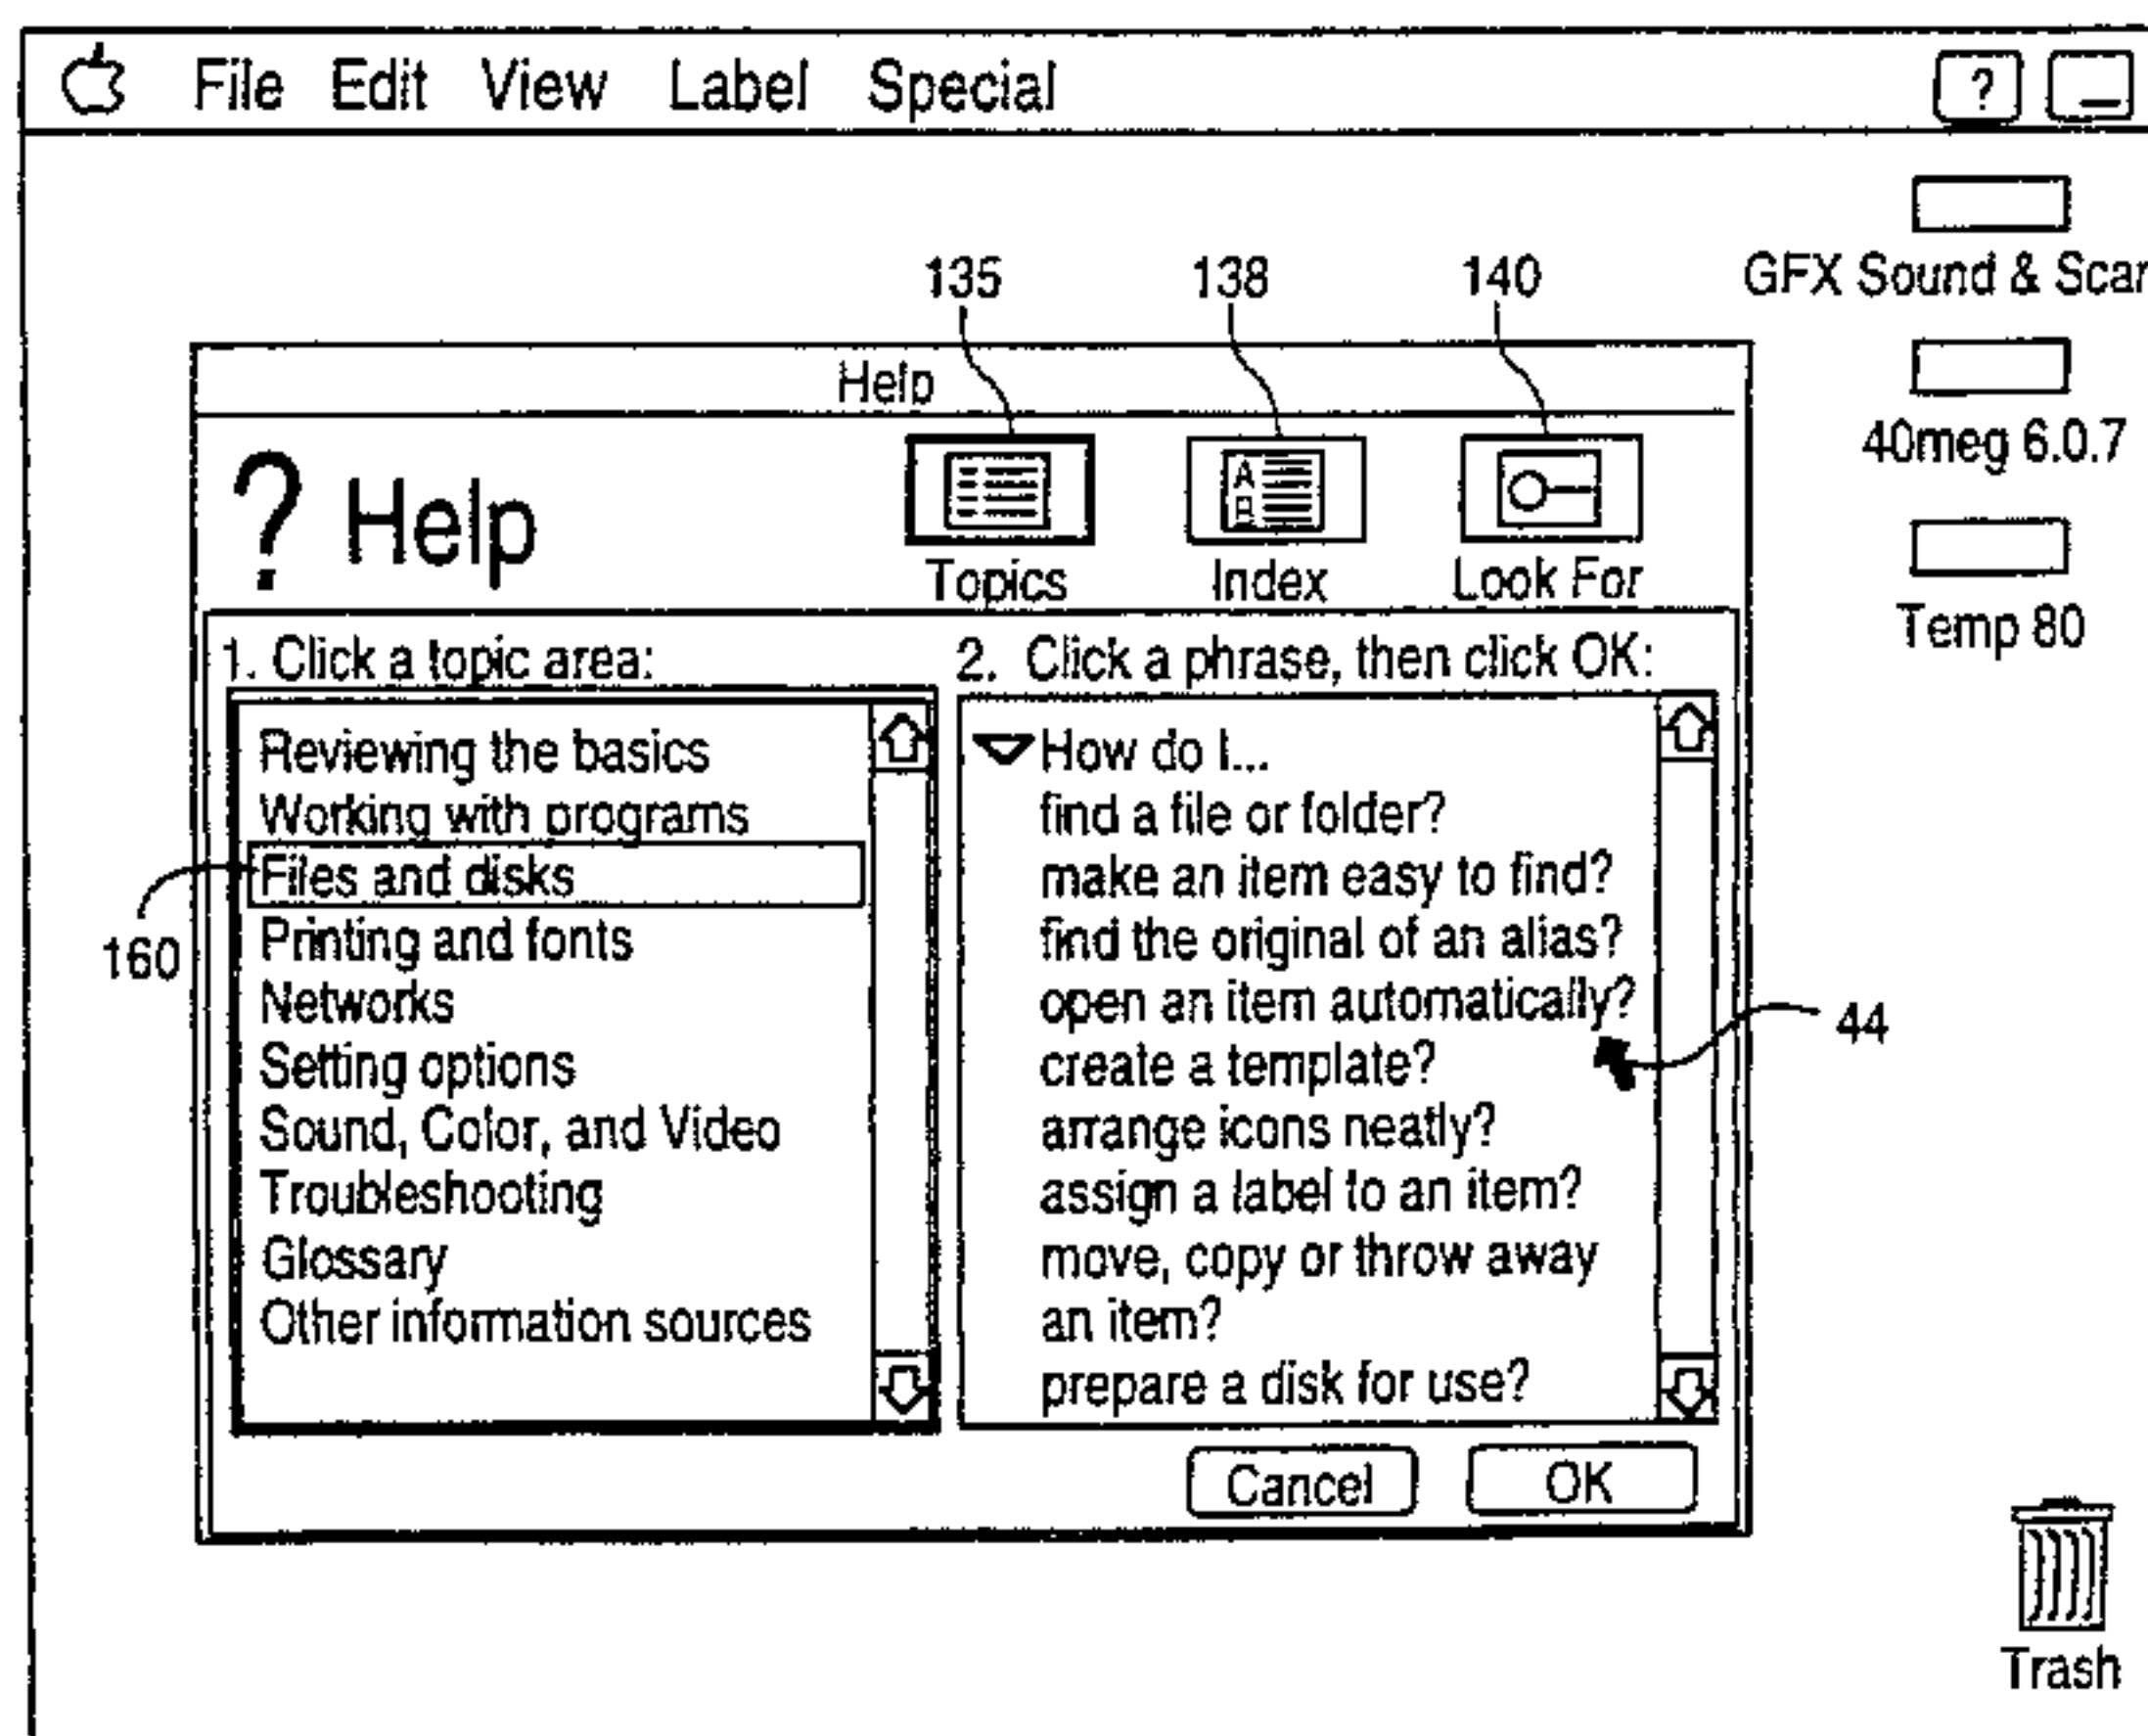 File Edit View Label Special ?
GFX Sound & Scan
135 138 140
Help
40meg 6.0.7
? Help
A
B
Topics Index Look For
Temp 80
1. Click a topic area:
2. Click a phrase, then click OK:
Reviewing the basics
Working with programs
Files and disks
160
Printing and fonts
Networks
Setting options
Sound, Color, and Video
Troubleshooting
Glossary
Other information sources
How do I...
find a file or folder?
make an item easy to find?
find the original of an alias?
open an item automatically?
44
create a template?
arrange icons neatly?
assign a label to an item?
move, copy or throw away
an item?
prepare a disk for use?
Cancel OK
Trash